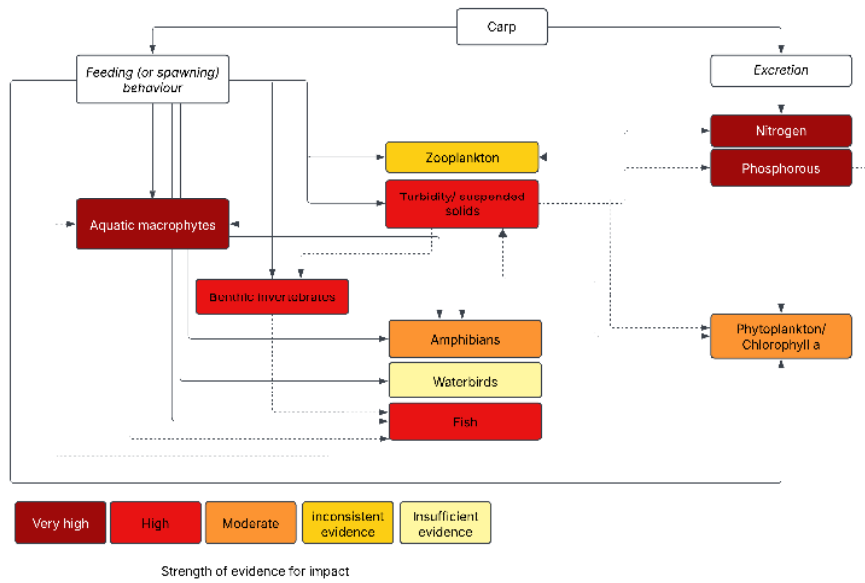 Carp
Feeding (or spawning)
behaviour
Excretion
Nitrogen
Zooplankton
Phosphorous
Turbidity/ suspended
solids
Aquatic macrophytes
Benthic Invertebrates
Phytoplankton/
Chlorophyll a
Amphibians
Waterbirds
Fish
Very high
High
Moderate
inconsistent
evidence
Insufficient
evidence
Strength of evidence for impact